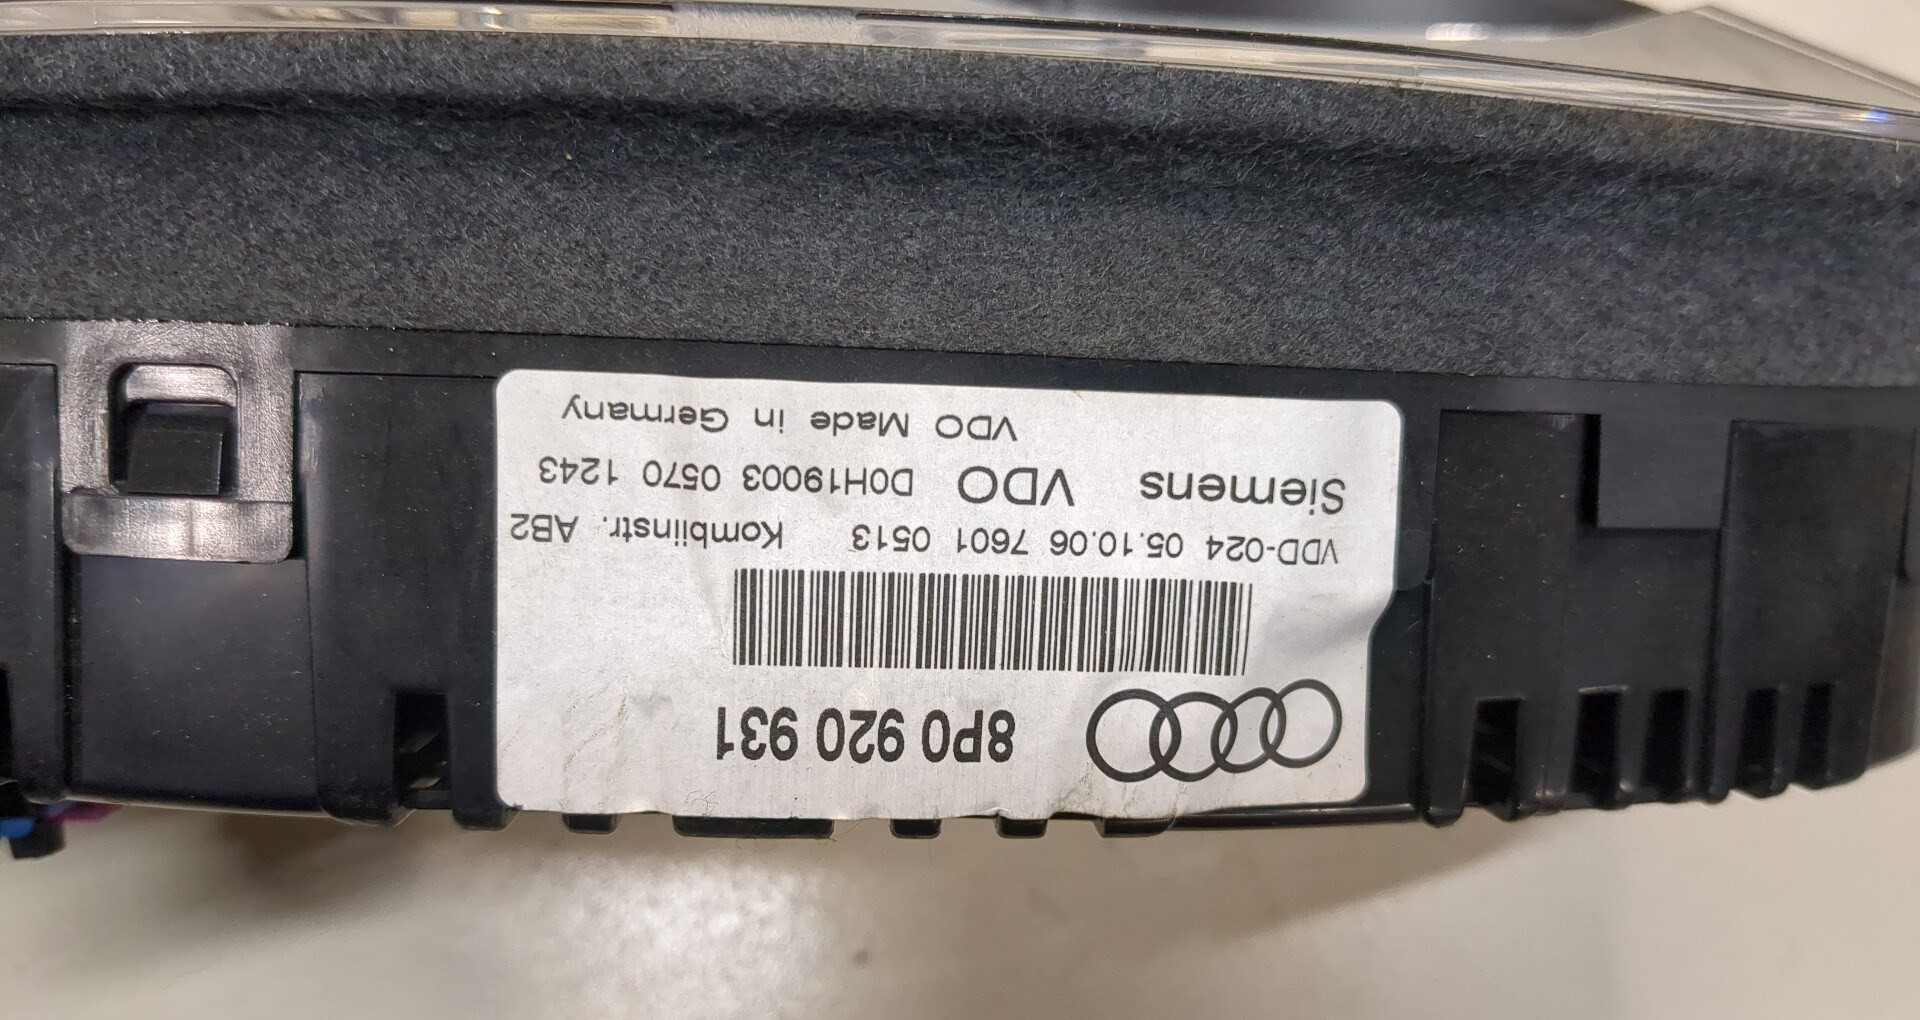 8P0 920 931
VDD-024 05.10.06 7601 0513 Kombiinstr. AB2
Siemens VDO D0H19003 0570 1243
VDO Made in Germany